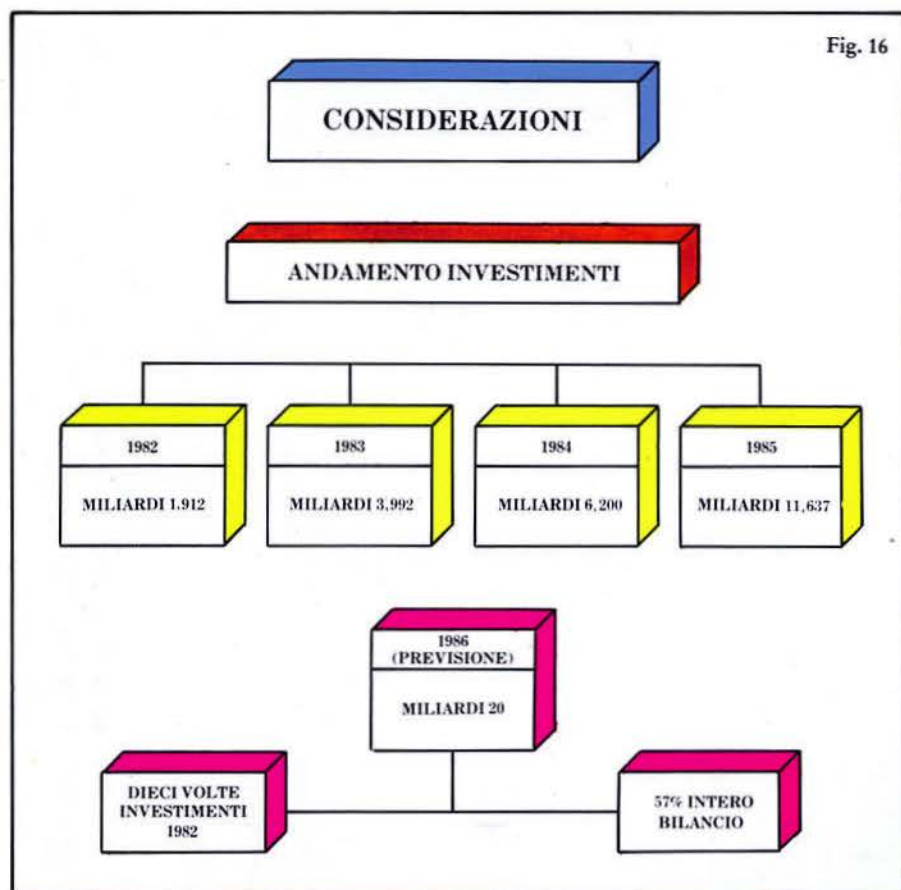 Fig. 16
CONSIDERAZIONI
ANDAMENTO INVESTIMENTI
1982
MILIARDI 1.912
1983
MILIARDI 3,992
1984
MILIARDI 6,200
1985
MILIARDI 11,637
1986
(PREVISIONE)
MILIARDI 20
DIECI VOLTE
INVESTIMENTI
1982
57% INTERO
BILANCIO